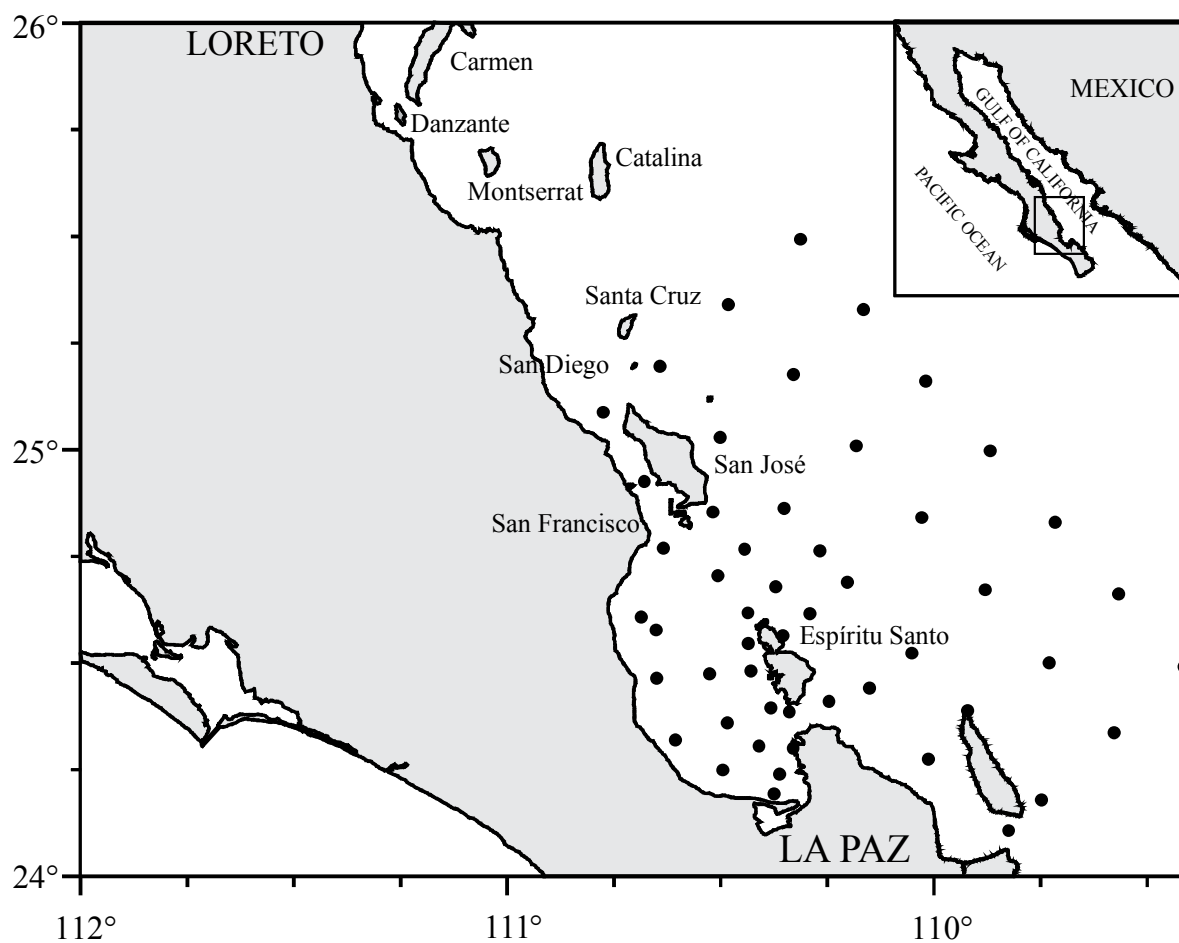 26°
LORETO
Carmen
MEXICO
GULF OF CALIFORNIA
Danzante
Catalina
Montserrat
PACIFIC OCEAN
Santa Cruz
San Diego
25°
San José
San Francisco
Espíritu Santo
LA PAZ
24°
112°
111°
110°